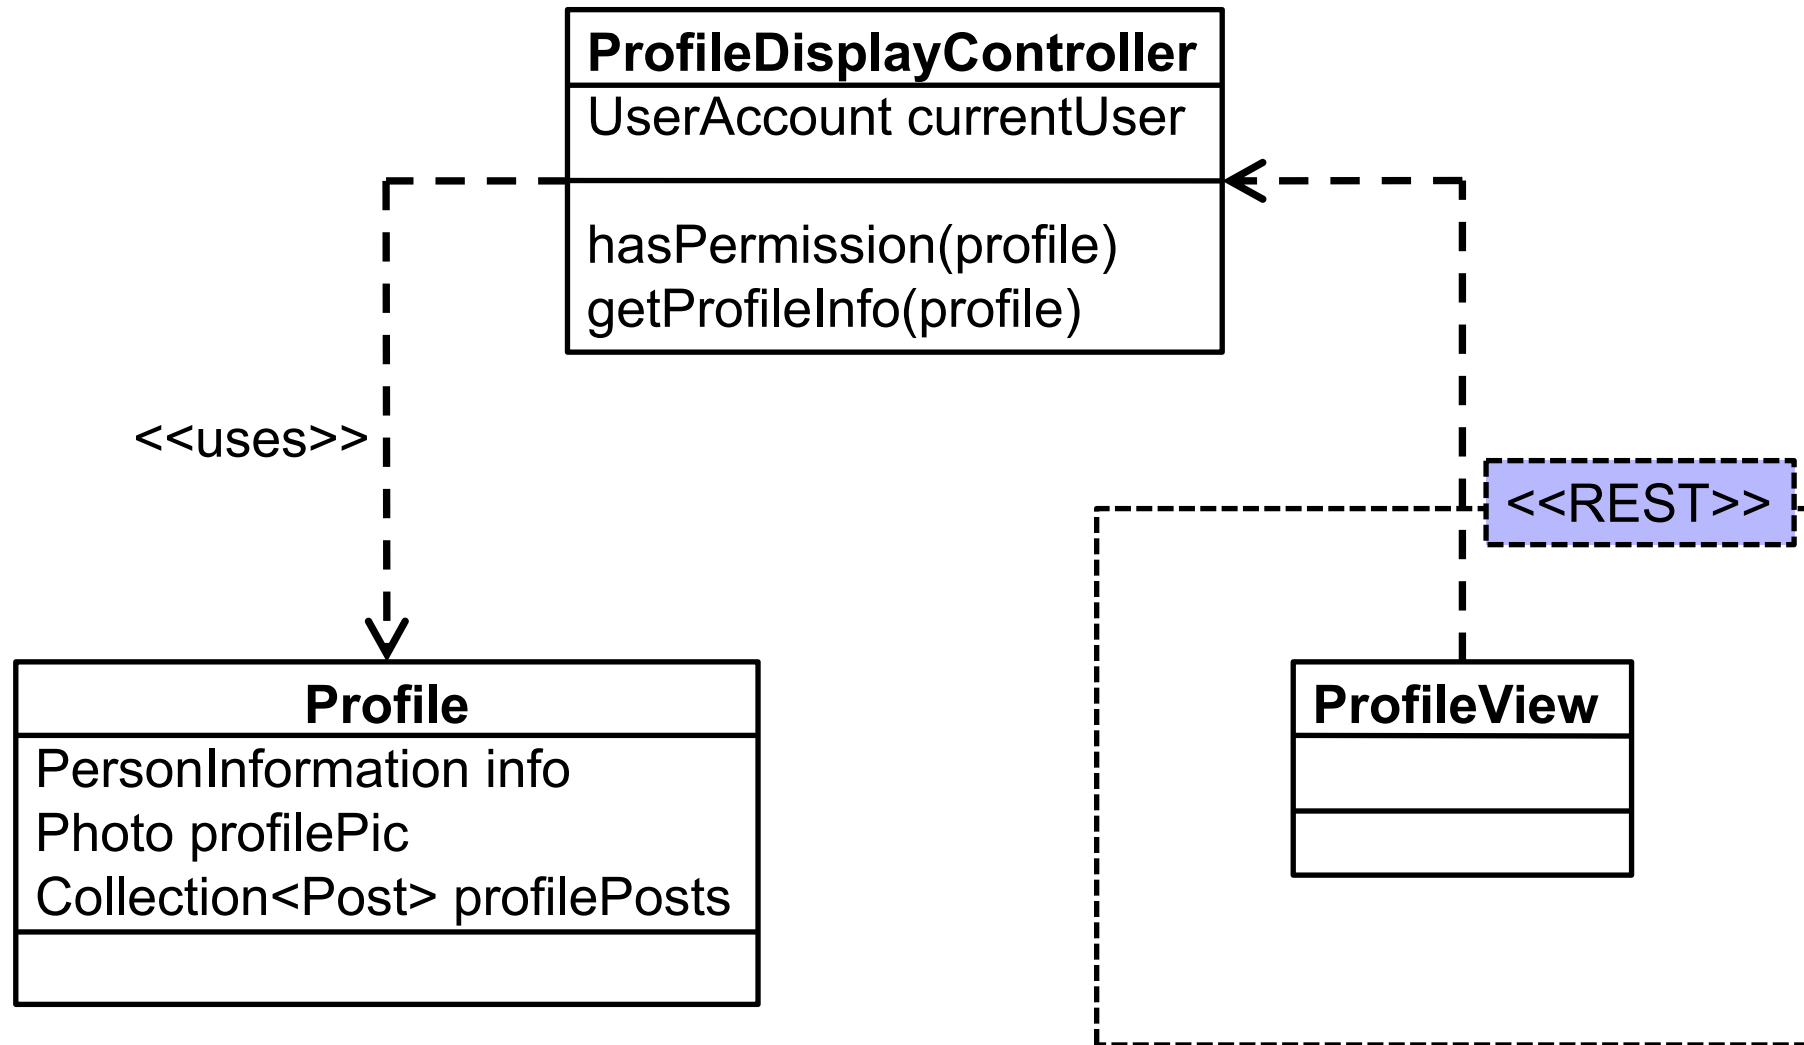 ProfileDisplayController
UserAccount currentUser
hasPermission(profile)
getProfileInfo(profile)
<<uses>>
<<REST>>
Profile
PersonInformation info
Photo profilePic
Collection<Post> profilePosts
ProfileView